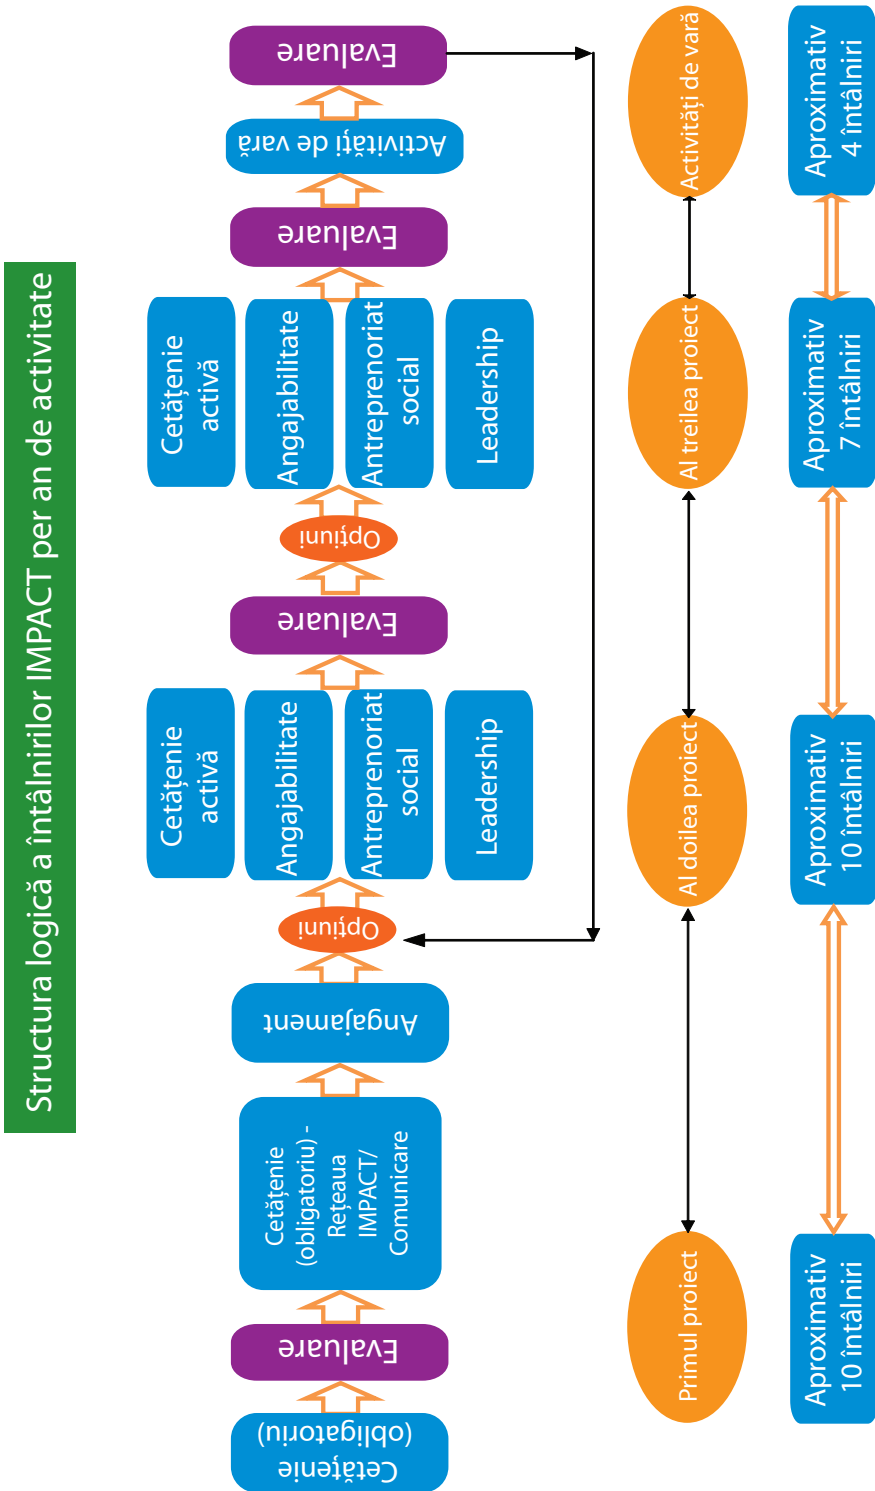 Structura logică a întâlnirilor IMPACT per an de activitate
Cetățenie
(obligatoriu)
Evaluare
Cetățenie
(obligatoriu) -
Rețeaua
IMPACT/
Comunicare
Angajament
Opțiuni
Cetățenie
activă
Angajabilitate
Antreprenoriat
social
Leadership
Evaluare
Opțiuni
Cetățenie
activă
Angajabilitate
Antreprenoriat
social
Leadership
Evaluare
Activități de vară
Evaluare
Primul proiect
Al doilea proiect
Al treilea proiect
Activități de vară
Aproximativ
10 întâlniri
Aproximativ
10 întâlniri
Aproximativ
7 întâlniri
Aproximativ
4 întâlniri